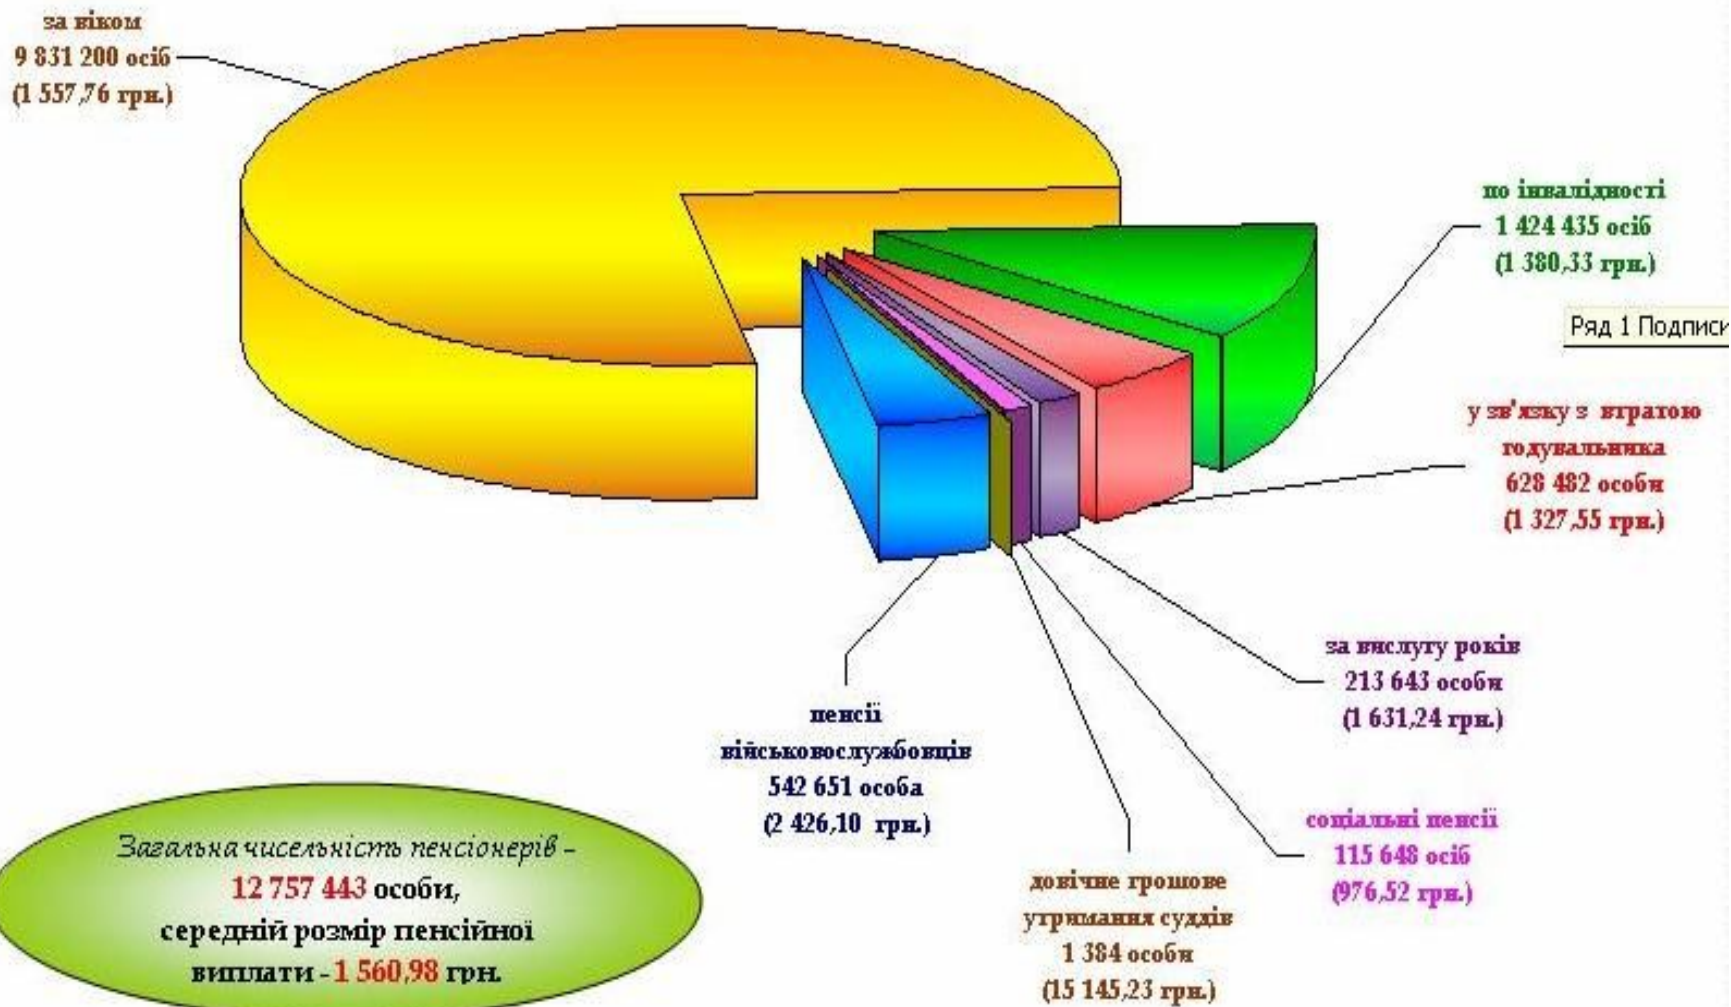 за віком
9 831 200 осіб
(1 557,76 грн.)
по інвалідності
1 424 435 осіб
(1 380,33 грн.)
Ряд 1 Подписи
у зв'язку з втратою
годувальника
628 482 особи
(1 327,55 грн.)
за вислугу років
213 643 особи
(1 631,24 грн.)
соціальні пенсії
115 648 осіб
(976,52 грн.)
довічне грошове
утримання суддів
1 384 особи
(15 145,23 грн.)
пенсії
військовослужбовців
542 651 особа
(2 426,10 грн.)
Загальна чисельність пенсіонерів -
12 757 443 особи,
середній розмір пенсійної
виплати - 1 560,98 грн.